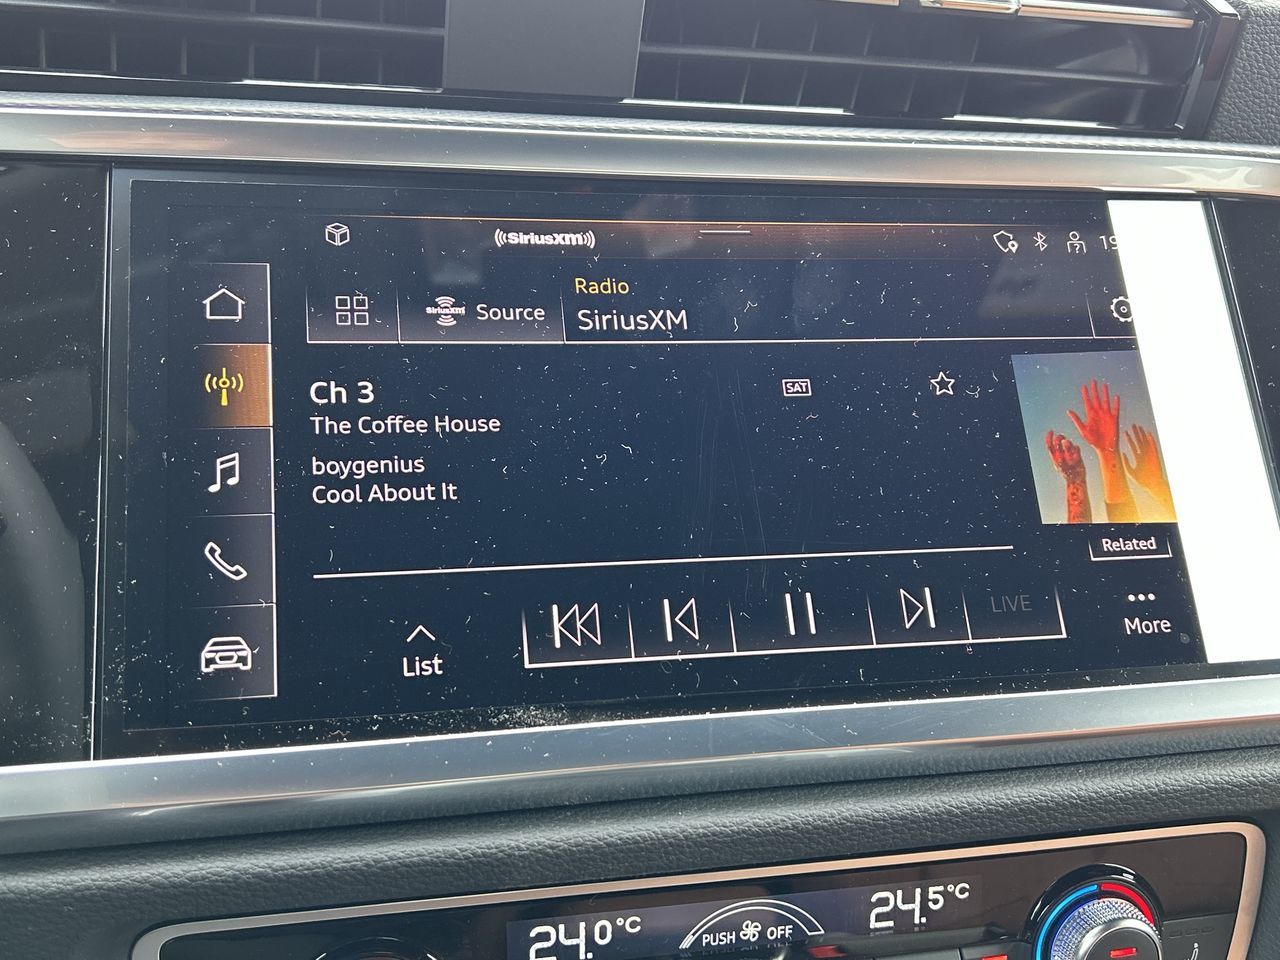 SiriusXM
SiriusXM
Source
Radio
SiriusXM
Ch 3
SAT
The Coffee House
boygenius
Cool About It
Related
LIVE
More
List
24.0°C
PUSH OFF
24.5°C